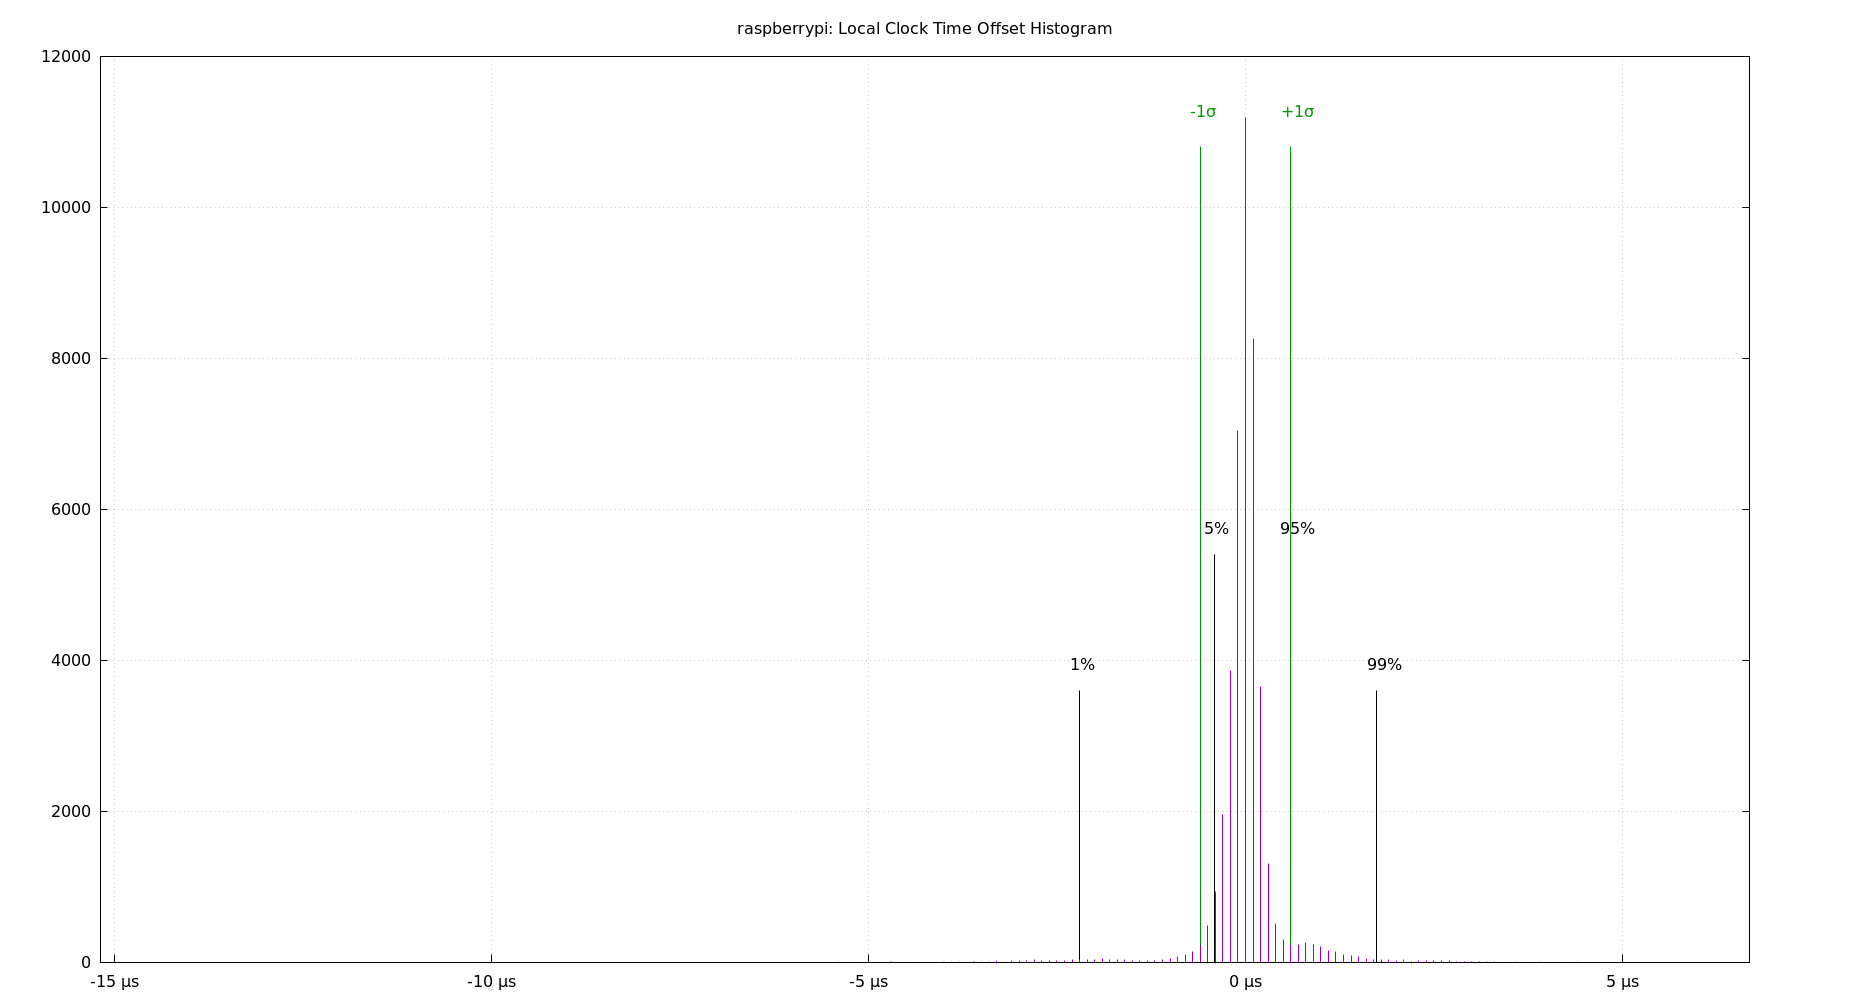 raspberrypi: Local Clock Time Offset Histogram
12000
-1σ
+1σ
10000
8000
6000
5%
95%
4000
1%
99%
2000
0
-15 µs
-10 µs
-5 µs
0 µs
5 µs